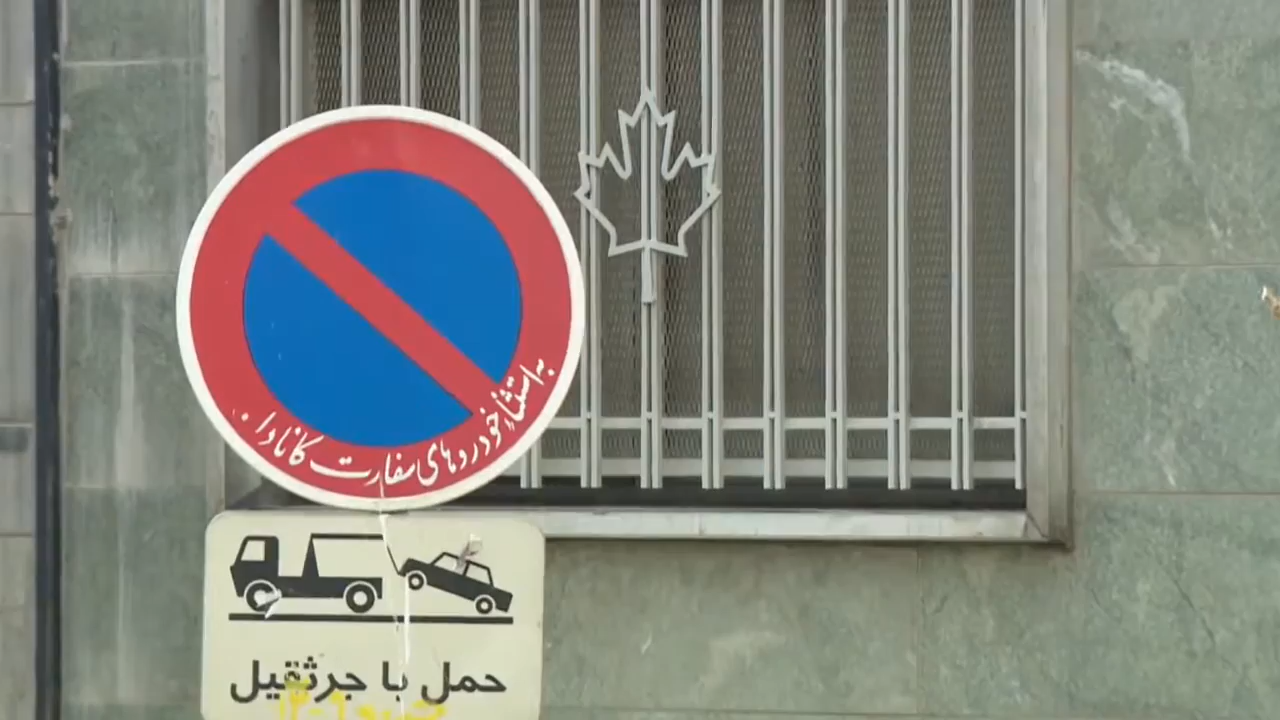 به استثناء خودروهای سفارت کانادا
حمل با جرثقیل